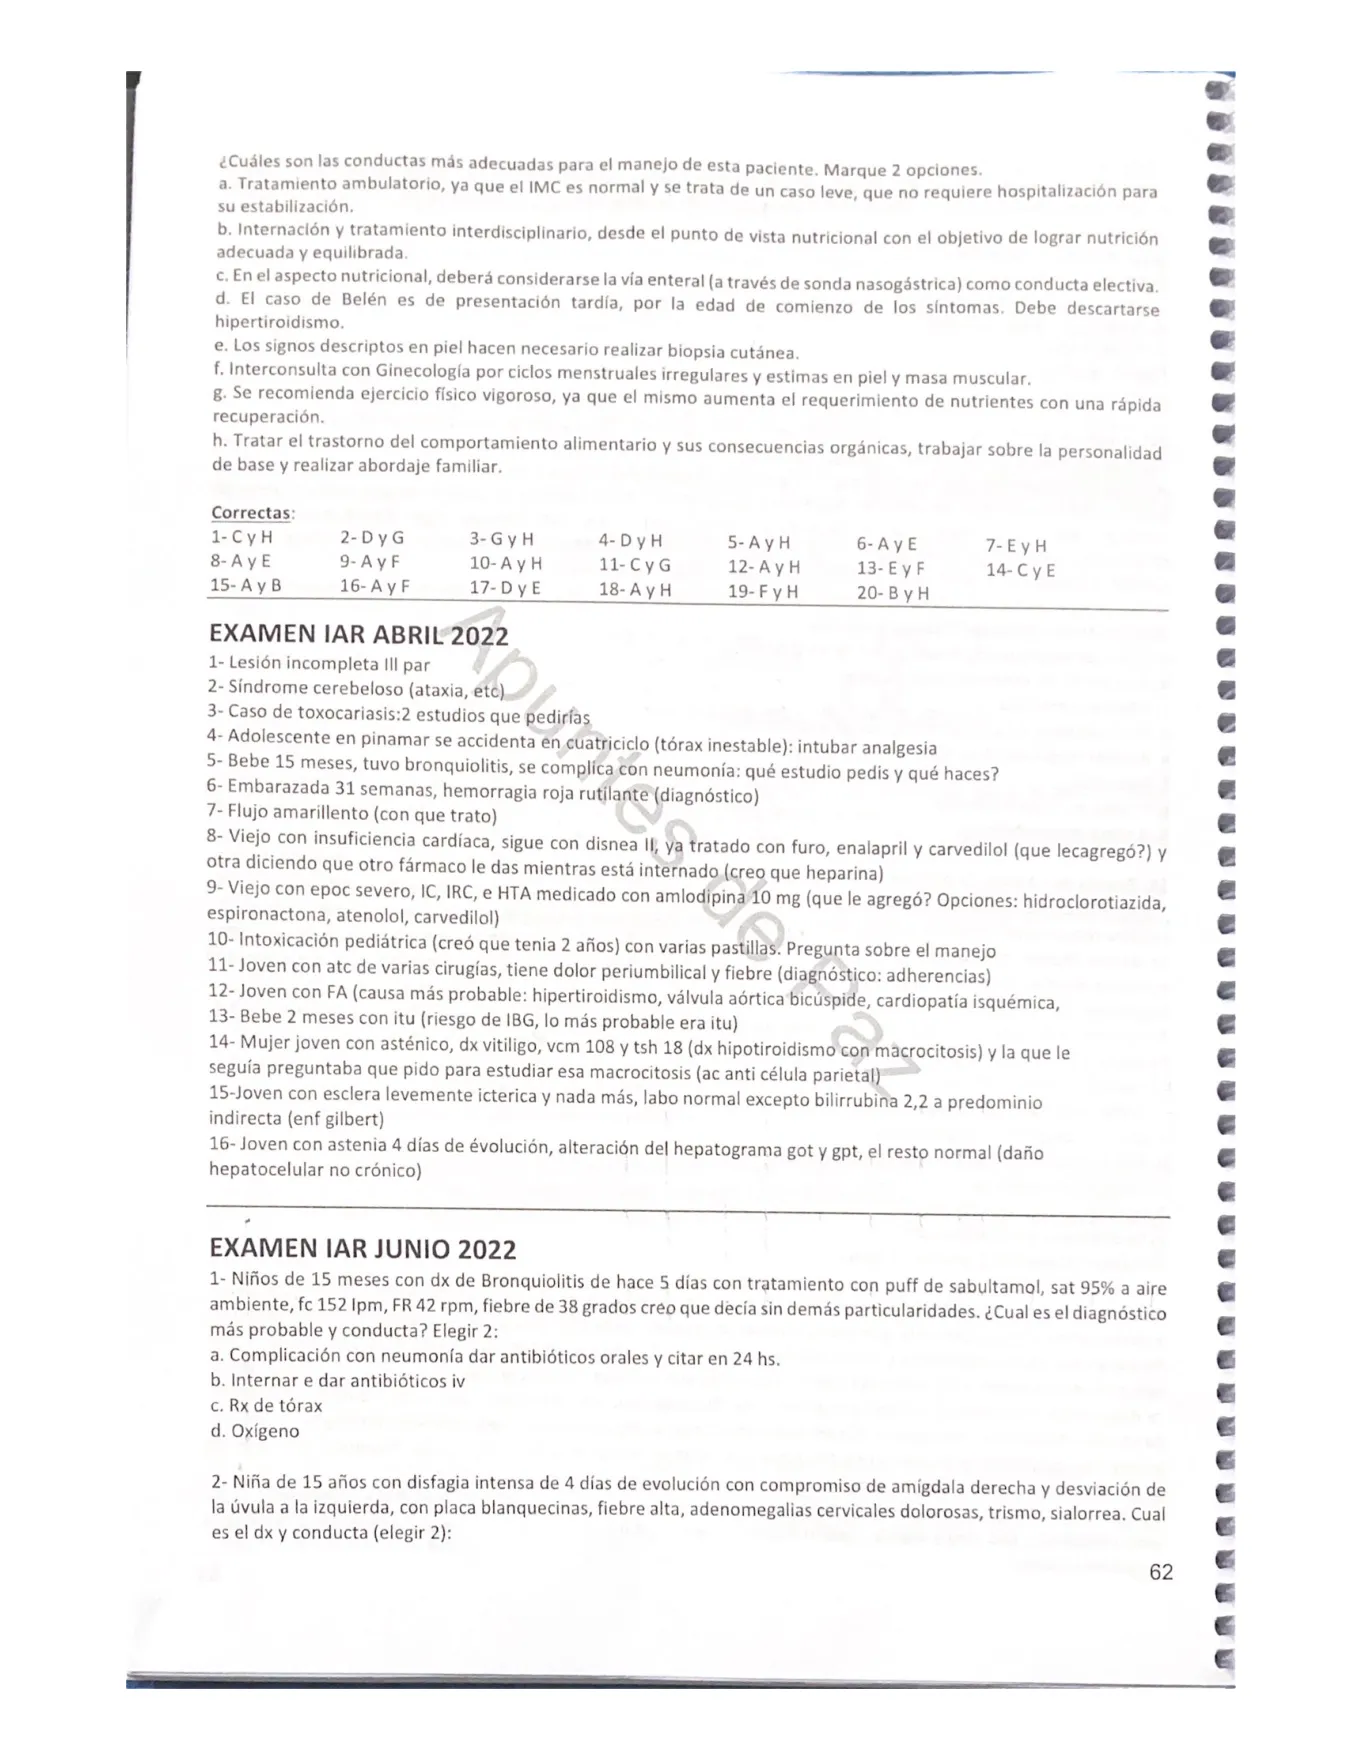 ¿Cuáles son las conductas más adecuadas para el manejo de esta paciente. Marque 2 opciones.
a. Tratamiento ambulatorio, ya que el IMC es normal y se trata de un caso leve, que no requiere hospitalización para
su estabilización.
b. Internación y tratamiento interdisciplinario, desde el punto de vista nutricional con el objetivo de lograr nutrición
adecuada y equilibrada.
c. En el aspecto nutricional, deberá considerarse la vía enteral (a través de sonda nasogástrica) como conducta electiva.
d. El caso de Belén es de presentación tardía, por la edad de comienzo de los síntomas. Debe descartarse
hipertiroidismo.
e. Los signos descriptos en piel hacen necesario realizar biopsia cutánea.
f. Interconsulta con Ginecología por ciclos menstruales irregulares y estimas en piel y masa muscular.
g. Se recomienda ejercicio físico vigoroso, ya que el mismo aumenta el requerimiento de nutrientes con una rápida
recuperación.
h. Tratar el trastorno del comportamiento alimentario y sus consecuencias orgánicas, trabajar sobre la personalidad
de base y realizar abordaje familiar.
Correctas:
1- C y H 2- D y G 3- G y H 4- D y H 5- A y H 6- A y E 7- E y H
8- A y E 9- A y F 10- A y H 11- C y G 12- A y H 13- E y F 14- C y E
15- A y B 16- A y F 17- D y E 18- A y H 19- F y H 20- B y H
EXAMEN IAR ABRIL 2022
1- Lesión incompleta III par
2- Síndrome cerebeloso (ataxia, etc)
3- Caso de toxocariasis:2 estudios que pedirías
4- Adolescente en pinamar se accidenta en cuatriciclo (tórax inestable): intubar analgesia
5- Bebe 15 meses, tuvo bronquiolitis, se complica con neumonía: qué estudio pedis y qué haces?
6- Embarazada 31 semanas, hemorragia roja rutilante (diagnóstico)
7- Flujo amarillento (con que trato)
8- Viejo con insuficiencia cardíaca, sigue con disnea II, ya tratado con furo, enalapril y carvedilol (que lecagregó?) y
otra diciendo que otro fármaco le das mientras está internado (creo que heparina)
9- Viejo con epoc severo, IC, IRC, e HTA medicado con amlodipina 10 mg (que le agregó? Opciones: hidroclorotiazida,
espironactona, atenolol, carvedilol)
10- Intoxicación pediátrica (creó que tenia 2 años) con varias pastillas. Pregunta sobre el manejo
11- Joven con atc de varias cirugías, tiene dolor periumbilical y fiebre (diagnóstico: adherencias)
12- Joven con FA (causa más probable: hipertiroidismo, válvula aórtica bicúspide, cardiopatía isquémica,
13- Bebe 2 meses con itu (riesgo de IBG, lo más probable era itu)
14- Mujer joven con asténico, dx vitiligo, vcm 108 y tsh 18 (dx hipotiroidismo con macrocitosis) y la que le
seguía preguntaba que pido para estudiar esa macrocitosis (ac anti célula parietal)
15-Joven con esclera levemente icterica y nada más, labo normal excepto bilirrubina 2,2 a predominio
indirecta (enf gilbert)
16- Joven con astenia 4 días de évolución, alteración del hepatograma got y gpt, el resto normal (daño
hepatocelular no crónico)
EXAMEN IAR JUNIO 2022
1- Niños de 15 meses con dx de Bronquiolitis de hace 5 días con tratamiento con puff de sabultamol, sat 95% a aire
ambiente, fc 152 lpm, FR 42 rpm, fiebre de 38 grados creo que decía sin demás particularidades. ¿Cual es el diagnóstico
más probable y conducta? Elegir 2:
a. Complicación con neumonía dar antibióticos orales y citar en 24 hs.
b. Internar e dar antibióticos iv
c. Rx de tórax
d. Oxígeno
2- Niña de 15 años con disfagia intensa de 4 días de evolución con compromiso de amígdala derecha y desviación de
la úvula a la izquierda, con placa blanquecinas, fiebre alta, adenomegalias cervicales dolorosas, trismo, sialorrea. Cual
es el dx y conducta (elegir 2):
62
Apuntes de Paz